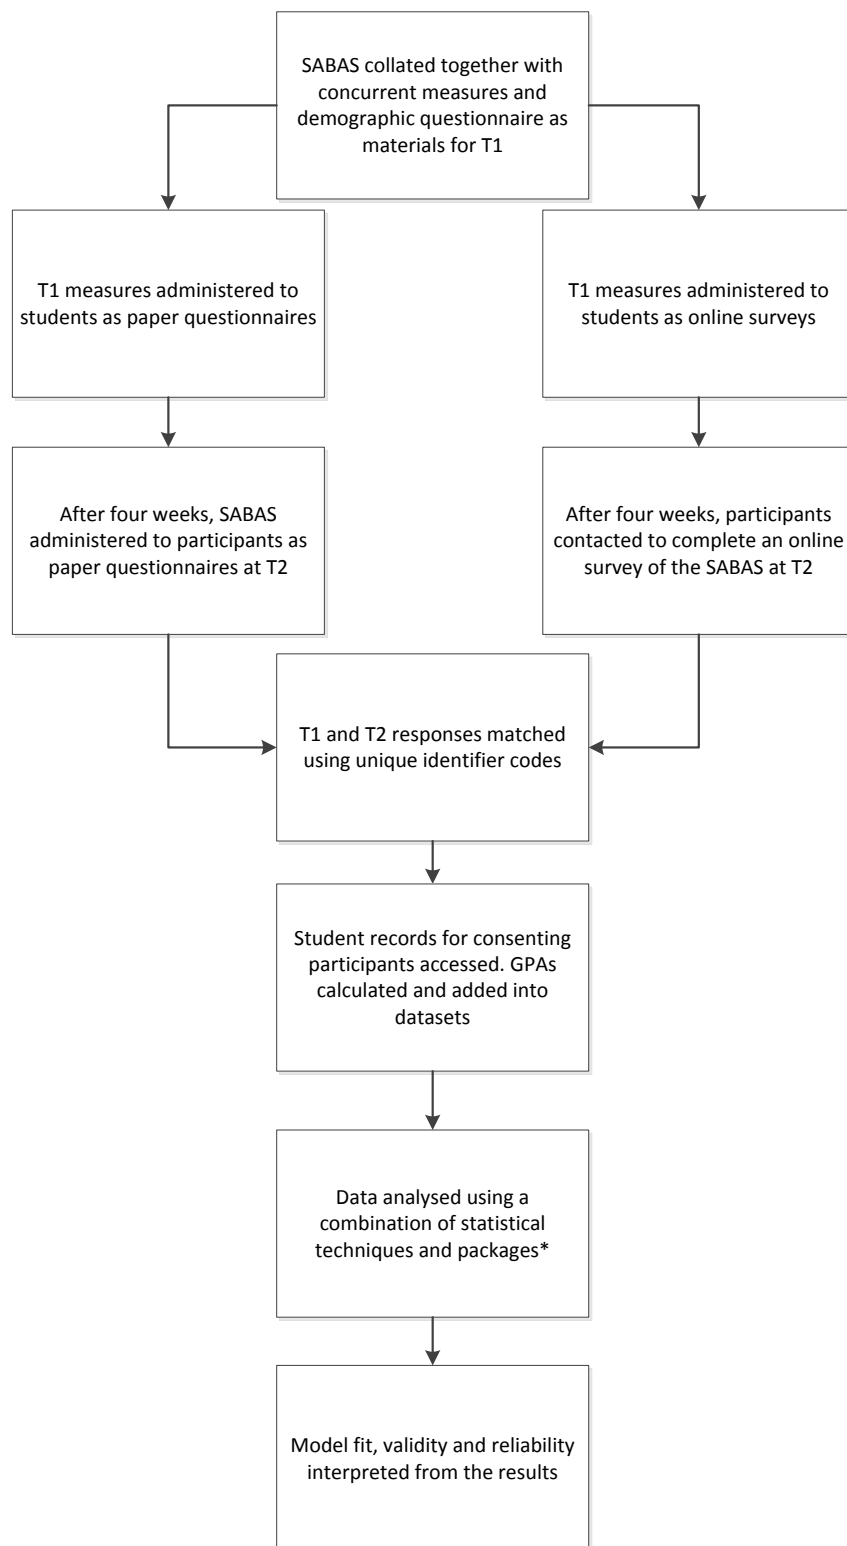 SABAS collated together with
concurrent measures and
demographic questionnaire as
materials for T1
T1 measures administered to
students as paper questionnaires
T1 measures administered to
students as online surveys
After four weeks, SABAS
administered to participants as
paper questionnaires at T2
After four weeks, participants
contacted to complete an online
survey of the SABAS at T2
T1 and T2 responses matched
using unique identifier codes
Student records for consenting
participants accessed. GPAs
calculated and added into
datasets
Data analysed using a
combination of statistical
techniques and packages*
Model fit, validity and reliability
interpreted from the results